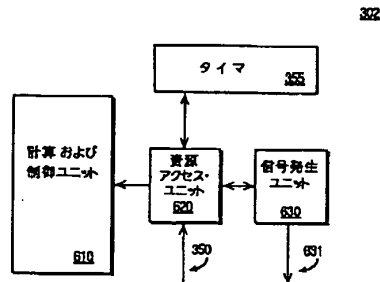 302
タイマ
355
計算および
制御ユニット
610
資源
アクセス・
ユニット
620
信号発生
ユニット
630
350
631